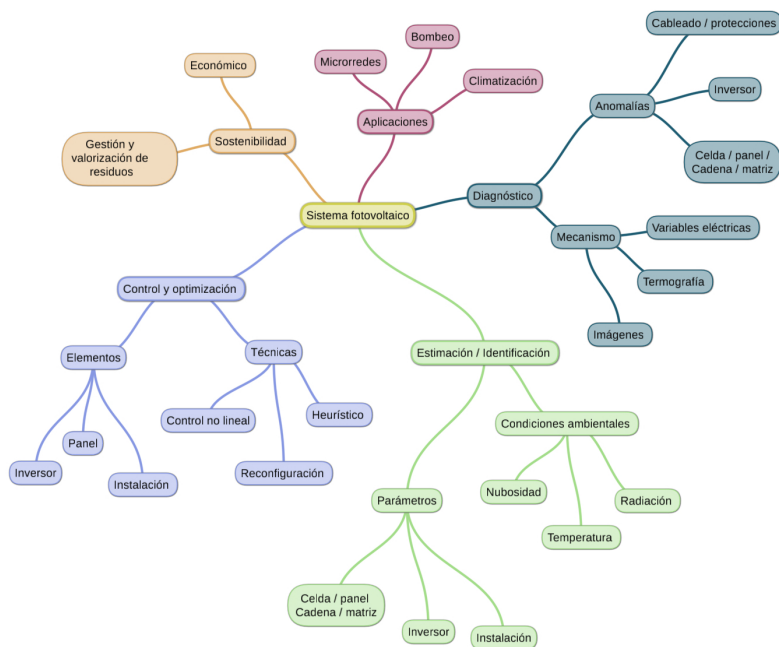 Cableado / protecciones
Bombeo
Microrredes
Económico
Climatización
Inversor
Anomalías
Aplicaciones
Sostenibilidad
Gestión y
valorización de
residuos
Celda / panel /
Cadena / matriz
Diagnóstico
Sistema fotovoltaico
Variables eléctricas
Mecanismo
Termografía
Control y optimización
Imágenes
Técnicas
Estimación / Identificación
Elementos
Heurístico
Control no lineal
Condiciones ambientales
Panel
Inversor
Reconfiguración
Instalación
Nubosidad
Radiación
Parámetros
Temperatura
Celda / panel
Cadena / matriz
Inversor
Instalación